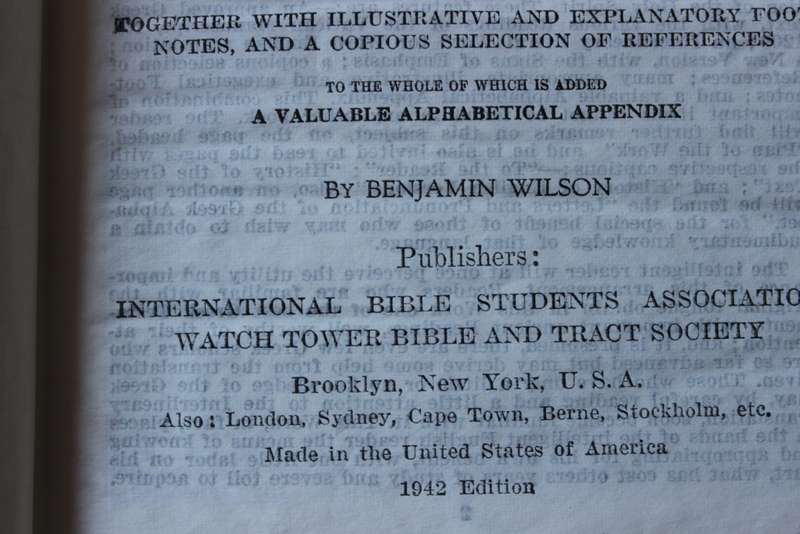 TOGETHER WITH ILLUSTRATIVE AND EXPLANATORY FOOT
NOTES, AND A COPIOUS SELECTION OF REFERENCES
TO THE WHOLE OF WHICH IS ADDED
A VALUABLE ALPHABETICAL APPENDIX
BY BENJAMIN WILSON
Publishers:
INTERNATIONAL BIBLE STUDENTS ASSOCIATIO
WATCH TOWER BIBLE AND TRACT SOCIETY
Brooklyn, New York, U. S. A.
Also: London, Sydney, Cape Town, Berne, Stockholm, etc.
Made in the United States of America
1942 Edition